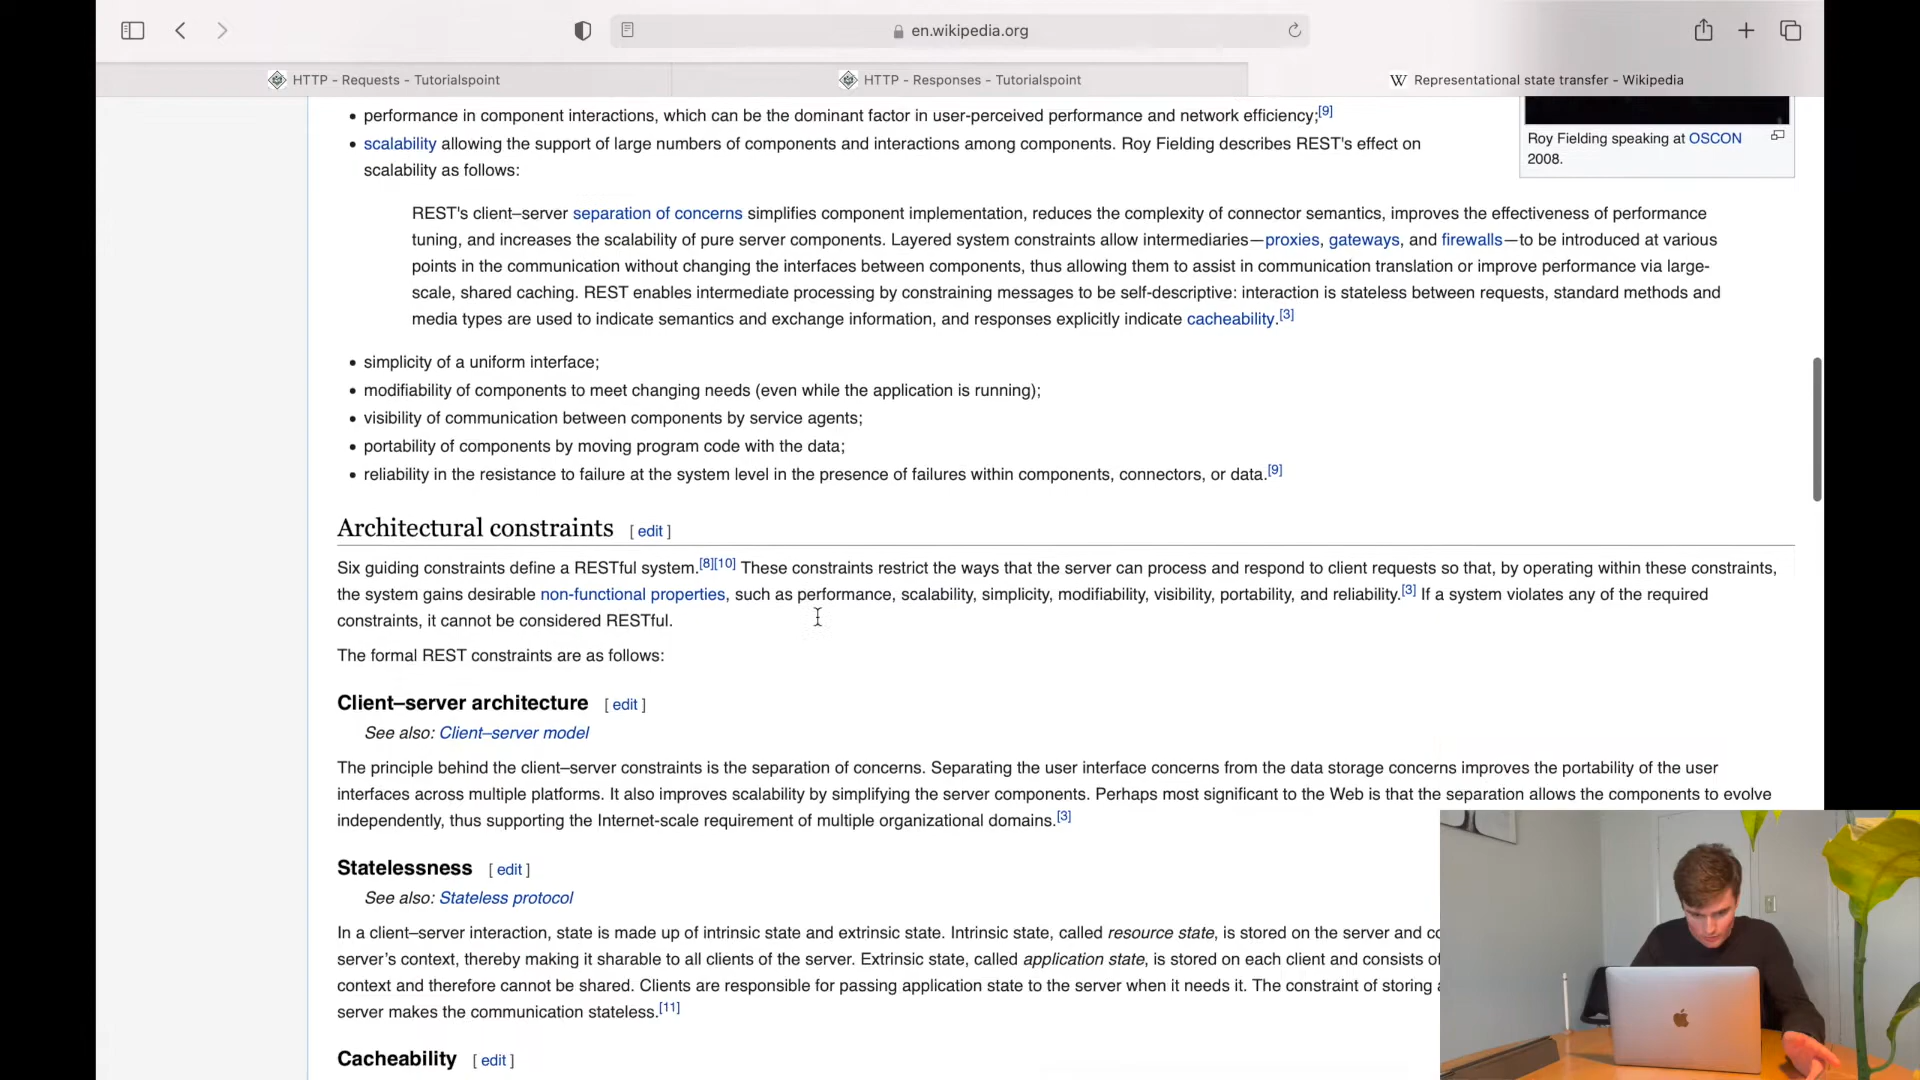 en.wikipedia.org
HTTP - Requests - Tutorialspoint
HTTP - Responses - Tutorialspoint
W Representational state transfer - Wikipedia
• performance in component interactions, which can be the dominant factor in user-perceived performance and network efficiency;[9]
• scalability allowing the support of large numbers of components and interactions among components. Roy Fielding describes REST's effect on
scalability as follows:
Roy Fielding speaking at OSCON
2008.
REST's client–server separation of concerns simplifies component implementation, reduces the complexity of connector semantics, improves the effectiveness of performance
tuning, and increases the scalability of pure server components. Layered system constraints allow intermediaries—proxies, gateways, and firewalls—to be introduced at various
points in the communication without changing the interfaces between components, thus allowing them to assist in communication translation or improve performance via large-
scale, shared caching. REST enables intermediate processing by constraining messages to be self-descriptive: interaction is stateless between requests, standard methods and
media types are used to indicate semantics and exchange information, and responses explicitly indicate cacheability.[3]
• simplicity of a uniform interface;
• modifiability of components to meet changing needs (even while the application is running);
• visibility of communication between components by service agents;
• portability of components by moving program code with the data;
• reliability in the resistance to failure at the system level in the presence of failures within components, connectors, or data.[9]
Architectural constraints [ edit ]
Six guiding constraints define a RESTful system.[8][10] These constraints restrict the ways that the server can process and respond to client requests so that, by operating within these constraints,
the system gains desirable non-functional properties, such as performance, scalability, simplicity, modifiability, visibility, portability, and reliability.[3] If a system violates any of the required
constraints, it cannot be considered RESTful.
The formal REST constraints are as follows:
Client–server architecture [ edit ]
See also: Client–server model
The principle behind the client–server constraints is the separation of concerns. Separating the user interface concerns from the data storage concerns improves the portability of the user
interfaces across multiple platforms. It also improves scalability by simplifying the server components. Perhaps most significant to the Web is that the separation allows the components to evolve
independently, thus supporting the Internet-scale requirement of multiple organizational domains.[3]
Statelessness [ edit ]
See also: Stateless protocol
In a client–server interaction, state is made up of intrinsic state and extrinsic state. Intrinsic state, called resource state, is stored on the server and
server's context, thereby making it sharable to all clients of the server. Extrinsic state, called application state, is stored on each client and consists
context and therefore cannot be shared. Clients are responsible for passing application state to the server when it needs it. The constraint of storing
server makes the communication stateless.[11]
Cacheability [ edit ]